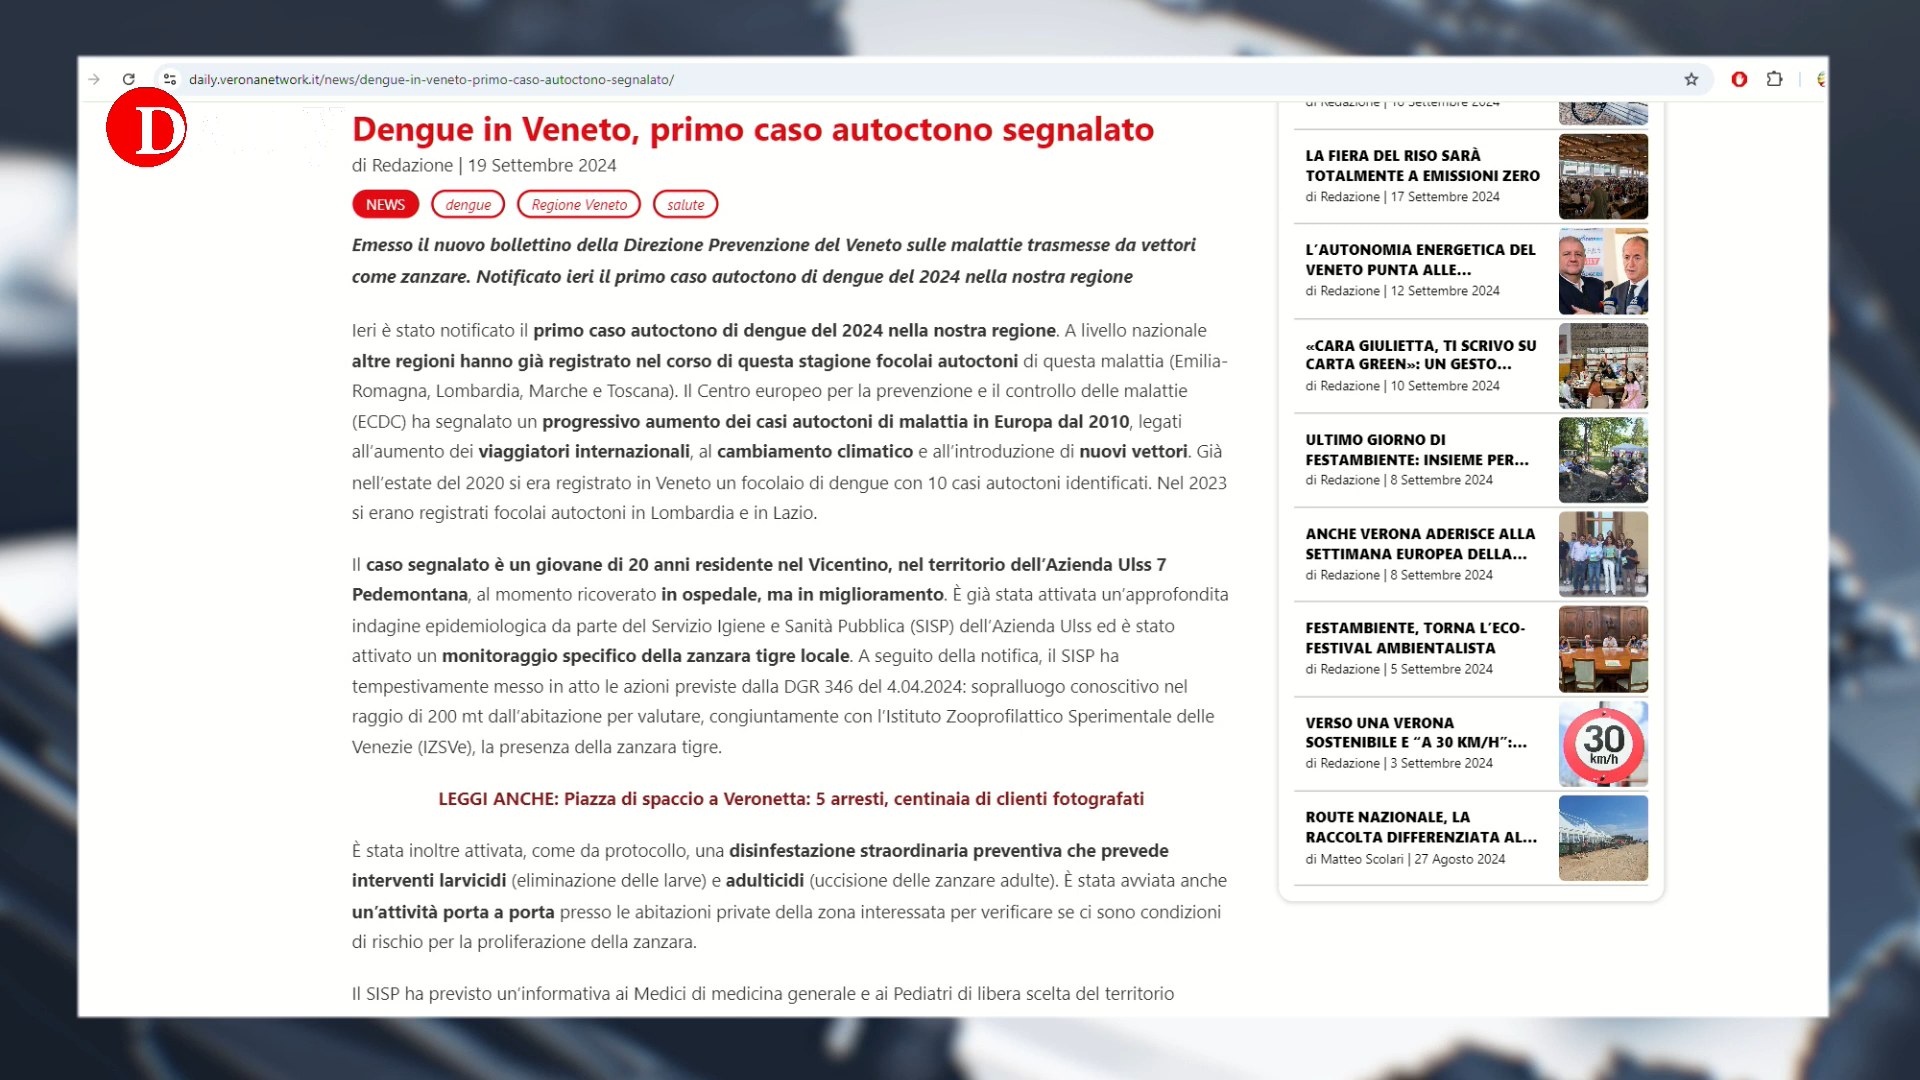 daily.veronanetwork.it/news/dengue-in-veneto-primo-caso-autoctono-segnalato/
D
Dengue in Veneto, primo caso autoctono segnalato
di Redazione | 19 Settembre 2024
NEWS dengue Regione Veneto salute
Emesso il nuovo bollettino della Direzione Prevenzione del Veneto sulle malattie trasmesse da vettori
come zanzare. Notificato ieri il primo caso autoctono di dengue del 2024 nella nostra regione
Ieri è stato notificato il primo caso autoctono di dengue del 2024 nella nostra regione. A livello nazionale
altre regioni hanno già registrato nel corso di questa stagione focolai autoctoni di questa malattia (Emilia-
Romagna, Lombardia, Marche e Toscana). Il Centro europeo per la prevenzione e il controllo delle malattie
(ECDC) ha segnalato un progressivo aumento dei casi autoctoni di malattia in Europa dal 2010, legati
all’aumento dei viaggiatori internazionali, al cambiamento climatico e all’introduzione di nuovi vettori. Già
nell’estate del 2020 si era registrato in Veneto un focolaio di dengue con 10 casi autoctoni identificati. Nel 2023
si erano registrati focolai autoctoni in Lombardia e in Lazio.
Il caso segnalato è un giovane di 20 anni residente nel Vicentino, nel territorio dell’Azienda Ulss 7
Pedemontana, al momento ricoverato in ospedale, ma in miglioramento. È già stata attivata un’approfondita
indagine epidemiologica da parte del Servizio Igiene e Sanità Pubblica (SISP) dell’Azienda Ulss ed è stato
attivato un monitoraggio specifico della zanzara tigre locale. A seguito della notifica, il SISP ha
tempestivamente messo in atto le azioni previste dalla DGR 346 del 4.04.2024: sopralluogo conoscitivo nel
raggio di 200 mt dall’abitazione per valutare, congiuntamente con l’Istituto Zooprofilattico Sperimentale delle
Venezie (IZSVe), la presenza della zanzara tigre.
LEGGI ANCHE: Piazza di spaccio a Veronetta: 5 arresti, centinaia di clienti fotografati
È stata inoltre attivata, come da protocollo, una disinfestazione straordinaria preventiva che prevede
interventi larvicidi (eliminazione delle larve) e adulticidi (uccisione delle zanzare adulte). È stata avviata anche
un’attività porta a porta presso le abitazioni private della zona interessata per verificare se ci sono condizioni
di rischio per la proliferazione della zanzara.
Il SISP ha previsto un’informativa ai Medici di medicina generale e ai Pediatri di libera scelta del territorio
di Redazione | 18 Settembre 2024
LA FIERA DEL RISO SARÀ
TOTALMENTE A EMISSIONI ZERO
di Redazione | 17 Settembre 2024
L’AUTONOMIA ENERGETICA DEL
VENETO PUNTA ALLE...
di Redazione | 12 Settembre 2024
«CARA GIULIETTA, TI SCRIVO SU
CARTA GREEN»: UN GESTO...
di Redazione | 10 Settembre 2024
ULTIMO GIORNO DI
FESTAMBIENTE: INSIEME PER...
di Redazione | 8 Settembre 2024
ANCHE VERONA ADERISCE ALLA
SETTIMANA EUROPEA DELLA...
di Redazione | 8 Settembre 2024
FESTAMBIENTE, TORNA L’ECO-
FESTIVAL AMBIENTALISTA
di Redazione | 5 Settembre 2024
VERSO UNA VERONA
SOSTENIBILE E “A 30 KM/H”:...
di Redazione | 3 Settembre 2024
30
km/h
ROUTE NAZIONALE, LA
RACCOLTA DIFFERENZIATA AL...
di Matteo Scolari | 27 Agosto 2024